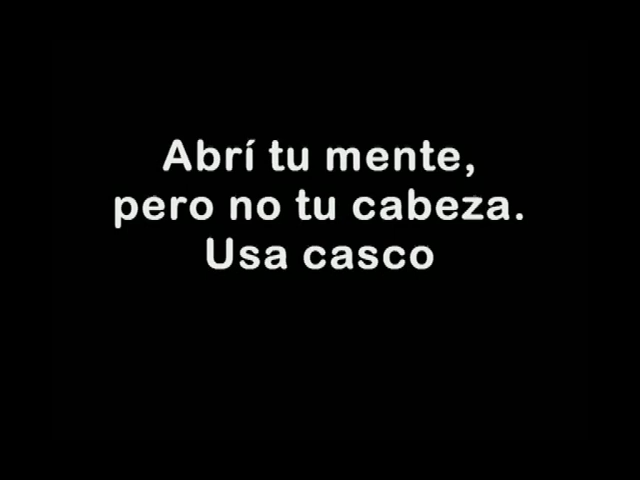 Abrí tu mente,
pero no tu cabeza.
Usa casco